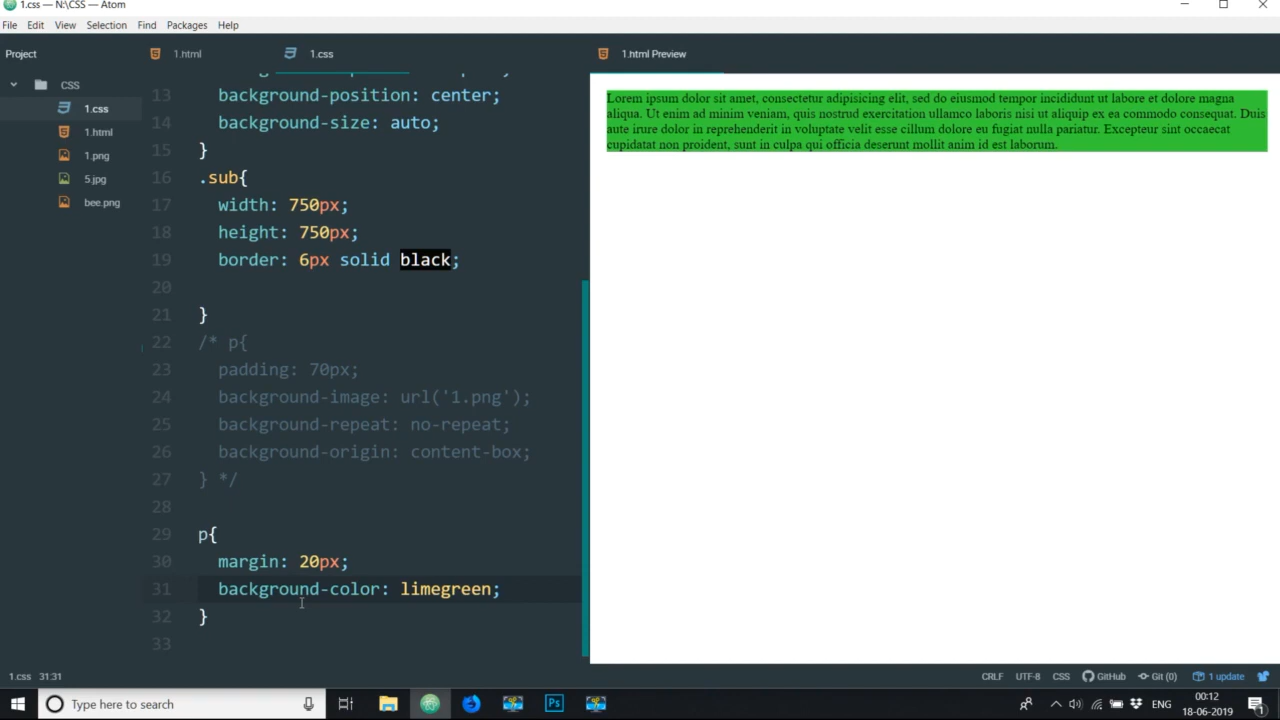 1.css — N:\CSS — Atom
File Edit View Selection Find Packages Help
Project
1.html
1.css
1.html Preview
CSS
1.css
1.html
1.png
5.jpg
bee.png
13 background-position: center;
14 background-size: auto;
15 }
16 .sub{
17 width: 750px;
18 height: 750px;
19 border: 6px solid black;
20
21 }
22 /* p{
23 padding: 70px;
24 background-image: url('1.png');
25 background-repeat: no-repeat;
26 background-origin: content-box;
27 } */
28
29 p{
30 margin: 20px;
31 background-color: limegreen;
32 }
33
Lorem ipsum dolor sit amet, consectetur adipisicing elit, sed do eiusmod tempor incididunt ut labore et dolore magna
aliqua. Ut enim ad minim veniam, quis nostrud exercitation ullamco laboris nisi ut aliquip ex ea commodo consequat. Duis
aute irure dolor in reprehenderit in voluptate velit esse cillum dolore eu fugiat nulla pariatur. Excepteur sint occaecat
cupidatat non proident, sunt in culpa qui officia deserunt mollit anim id est laborum.
1.css 31:31
CRLF UTF-8 CSS GitHub Git (0) 1 update
Type here to search
Ps
ENG
00:12
18-06-2019
1